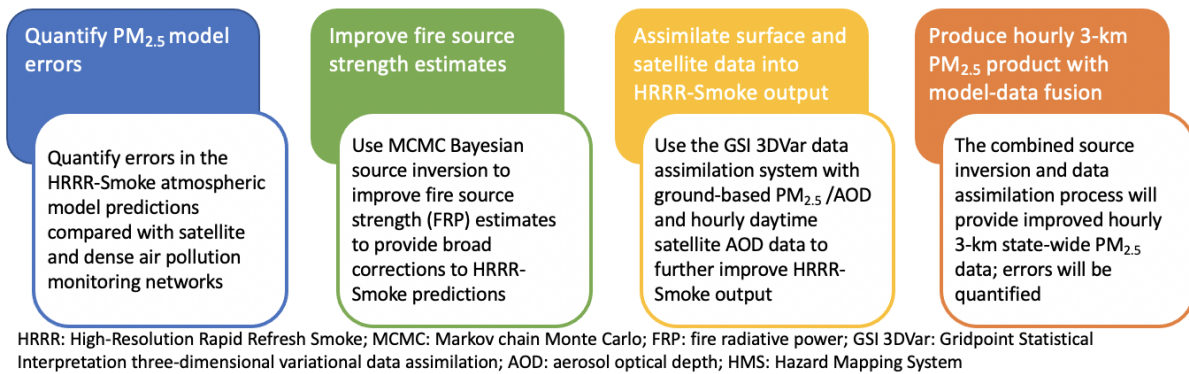 Quantify PM2.5 model
errors
Quantify errors in the
HRRR-Smoke atmospheric
model predictions
compared with satellite
and dense air pollution
monitoring networks
Improve fire source
strength estimates
Use MCMC Bayesian
source inversion to
improve fire source
strength (FRP) estimates
to provide broad
corrections to HRRR-
Smoke predictions
Assimilate surface and
satellite data into
HRRR-Smoke output
Use the GSI 3DVar data
assimilation system with
ground-based PM2.5 /AOD
and hourly daytime
satellite AOD data to
further improve HRRR-
Smoke output
Produce hourly 3-km
PM2.5 product with
model-data fusion
The combined source
inversion and data
assimilation process will
provide improved hourly
3-km state-wide PM2.5
data; errors will be
quantified
HRRR: High-Resolution Rapid Refresh Smoke; MCMC: Markov chain Monte Carlo; FRP: fire radiative power; GSI 3DVar: Gridpoint Statistical
Interpretation three-dimensional variational data assimilation; AOD: aerosol optical depth; HMS: Hazard Mapping System